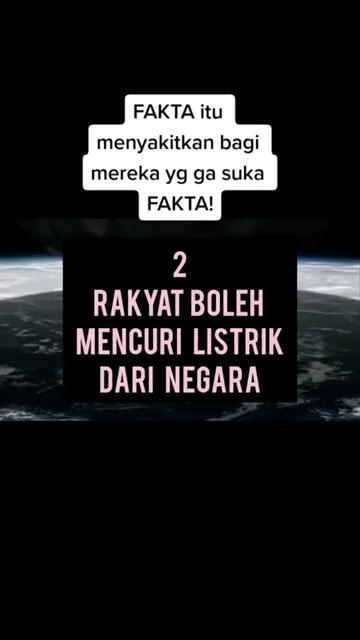 FAKTA itu
menyakitkan bagi
mereka yg ga suka
FAKTA!
2
RAKYAT BOLEH
MENCURI LISTRIK
DARI NEGARA